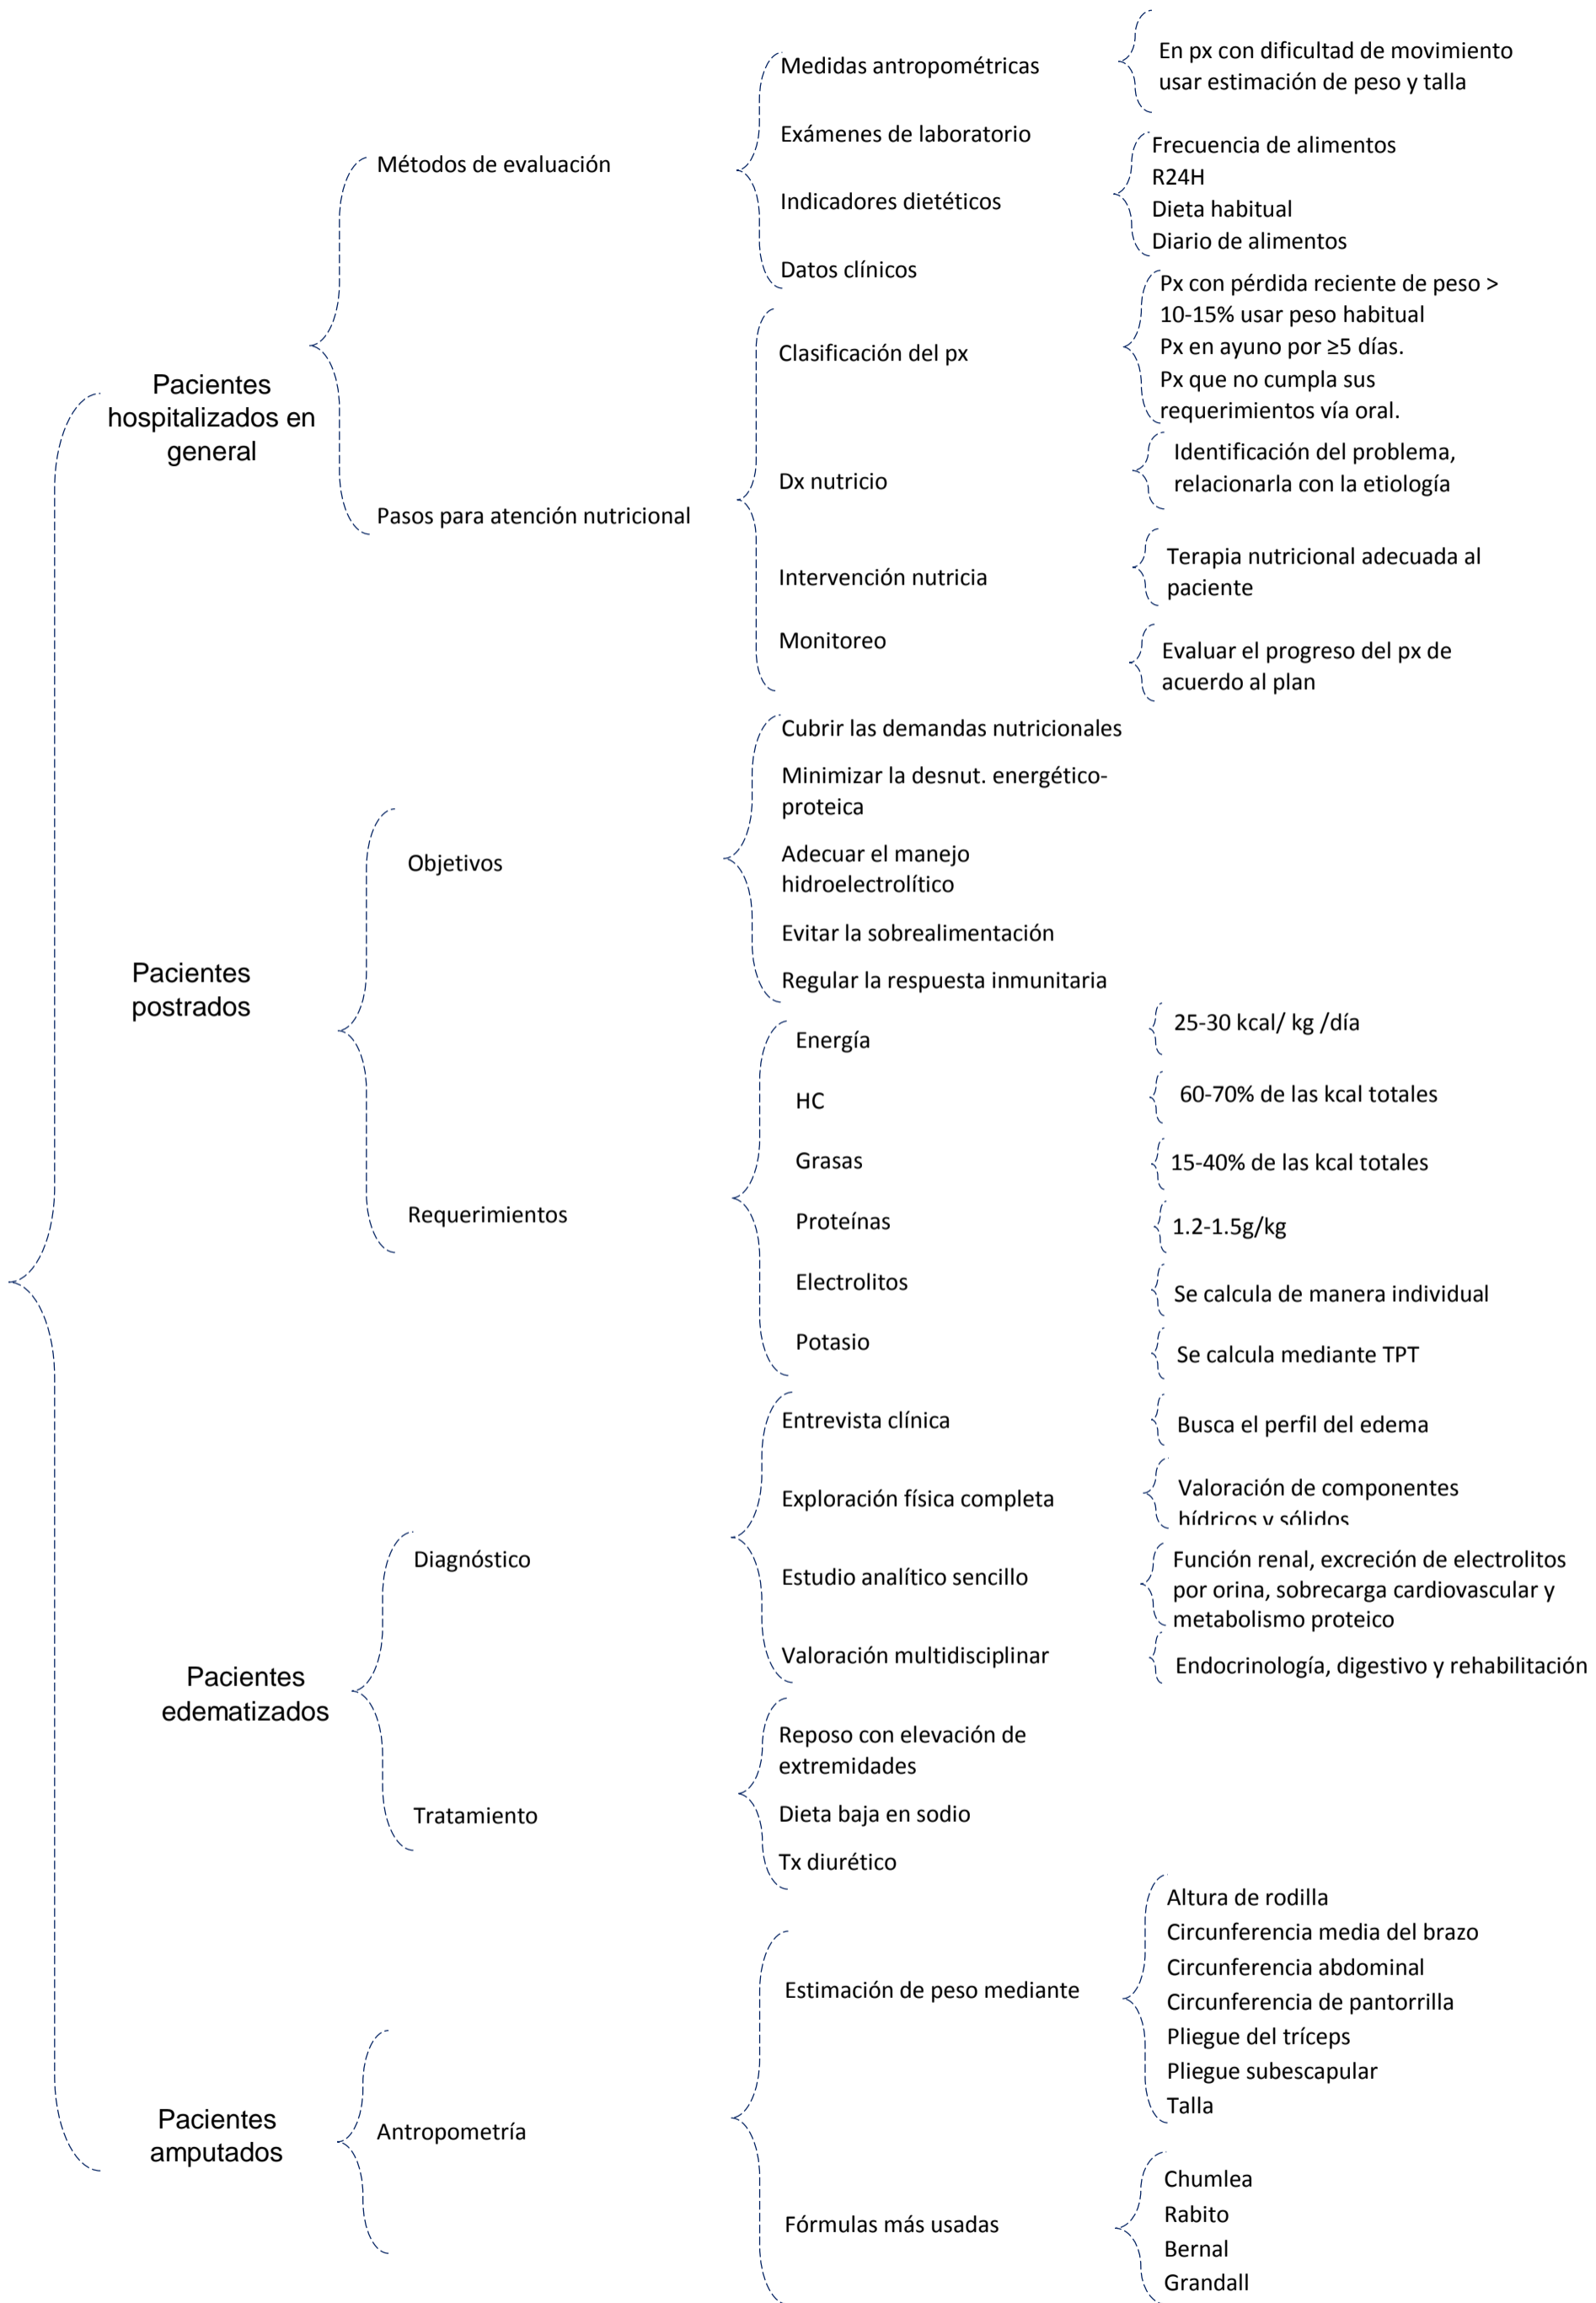 Pacientes
hospitalizados en
general
Métodos de evaluación
Medidas antropométricas
En px con dificultad de movimiento
usar estimación de peso y talla
Exámenes de laboratorio
Indicadores dietéticos
Frecuencia de alimentos
R24H
Dieta habitual
Diario de alimentos
Datos clínicos
Pasos para atención nutricional
Clasificación del px
Px con pérdida reciente de peso >
10-15% usar peso habitual
Px en ayuno por ≥5 días.
Px que no cumpla sus
requerimientos vía oral.
Dx nutricio
Identificación del problema,
relacionarla con la etiología
Intervención nutricia
Terapia nutricional adecuada al
paciente
Monitoreo
Evaluar el progreso del px de
acuerdo al plan
Pacientes
postrados
Objetivos
Cubrir las demandas nutricionales
Minimizar la desnut. energético-
proteica
Adecuar el manejo
hidroelectrolítico
Evitar la sobrealimentación
Regular la respuesta inmunitaria
Requerimientos
Energía
25-30 kcal/ kg /día
HC
60-70% de las kcal totales
Grasas
15-40% de las kcal totales
Proteínas
1.2-1.5g/kg
Electrolitos
Se calcula de manera individual
Potasio
Se calcula mediante TPT
Pacientes
edematizados
Diagnóstico
Entrevista clínica
Busca el perfil del edema
Exploración física completa
Valoración de componentes
hídricos y sólidos
Estudio analítico sencillo
Función renal, excreción de electrolitos
por orina, sobrecarga cardiovascular y
metabolismo proteico
Valoración multidisciplinar
Endocrinología, digestivo y rehabilitación
Tratamiento
Reposo con elevación de
extremidades
Dieta baja en sodio
Tx diurético
Pacientes
amputados
Antropometría
Estimación de peso mediante
Altura de rodilla
Circunferencia media del brazo
Circunferencia abdominal
Circunferencia de pantorrilla
Pliegue del tríceps
Pliegue subescapular
Talla
Fórmulas más usadas
Chumlea
Rabito
Bernal
Grandall